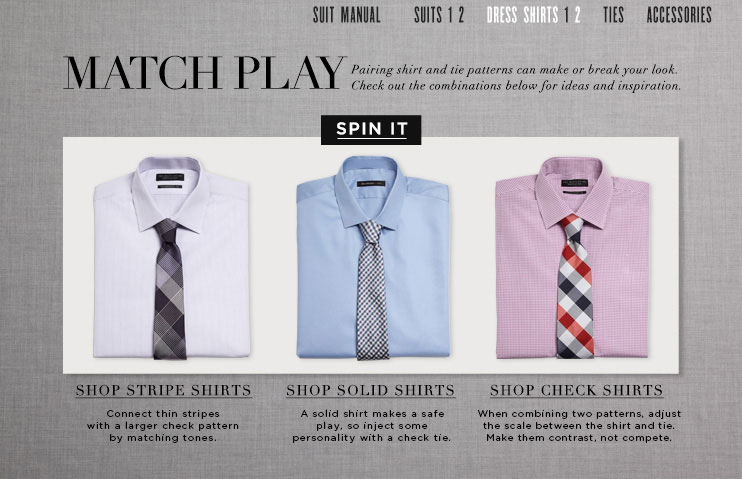 SUIT MANUAL SUITS 1 2 DRESS SHIRTS 1 2 TIES ACCESSORIES
MATCH PLAY
Pairing shirt and tie patterns can make or break your look.
Check out the combinations below for ideas and inspiration.
SPIN IT
SHOP STRIPE SHIRTS
Connect thin stripes
with a larger check pattern
by matching tones.
SHOP SOLID SHIRTS
A solid shirt makes a safe
play, so inject some
personality with a check tie.
SHOP CHECK SHIRTS
When combining two patterns, adjust
the scale between the shirt and tie.
Make them contrast, not compete.